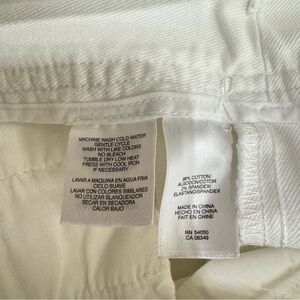 MACHINE WASH COLD WATER
GENTLE CYCLE
WASH WITH LIKE COLORS
NO BLEACH
TUMBLE DRY LOW HEAT
PRESS WITH COOL IRON
IF NECESSARY
LAVAR A MAQUINA EN AGUA FRIA
CICLO SUAVE
LAVAR CON COLORES SIMILARES
NO UTILIZAR BLANQUEADOR
SECAR EN SECADORA
CALOR BAJO
98% COTTON/
ALGODON/COTON
2% SPANDEX/
ELASTANO/SPANDEX
MADE IN CHINA
HECHO EN CHINA
FAIT EN CHINE
RN 54050
CA 08349